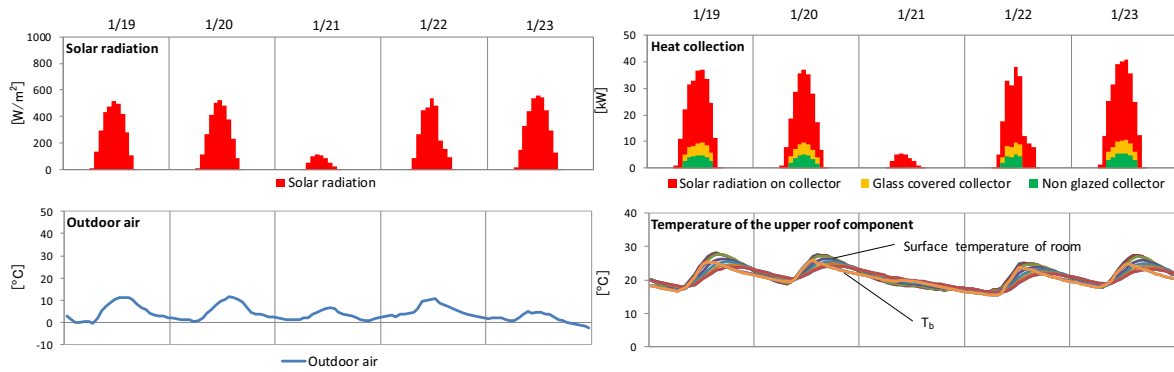 1/19 1/20 1/21 1/22 1/23
Solar radiation
[W/m²]
1000
800
600
400
200
0
Solar radiation
Outdoor air
[°C]
50
40
30
20
10
0
-10
Outdoor air
1/19 1/20 1/21 1/22 1/23
Heat collection
[kW]
50
40
30
20
10
0
Solar radiation on collector Glass covered collector Non glazed collector
Temperature of the upper roof component
[°C]
40
30
20
10
0
Surface temperature of room
T_b